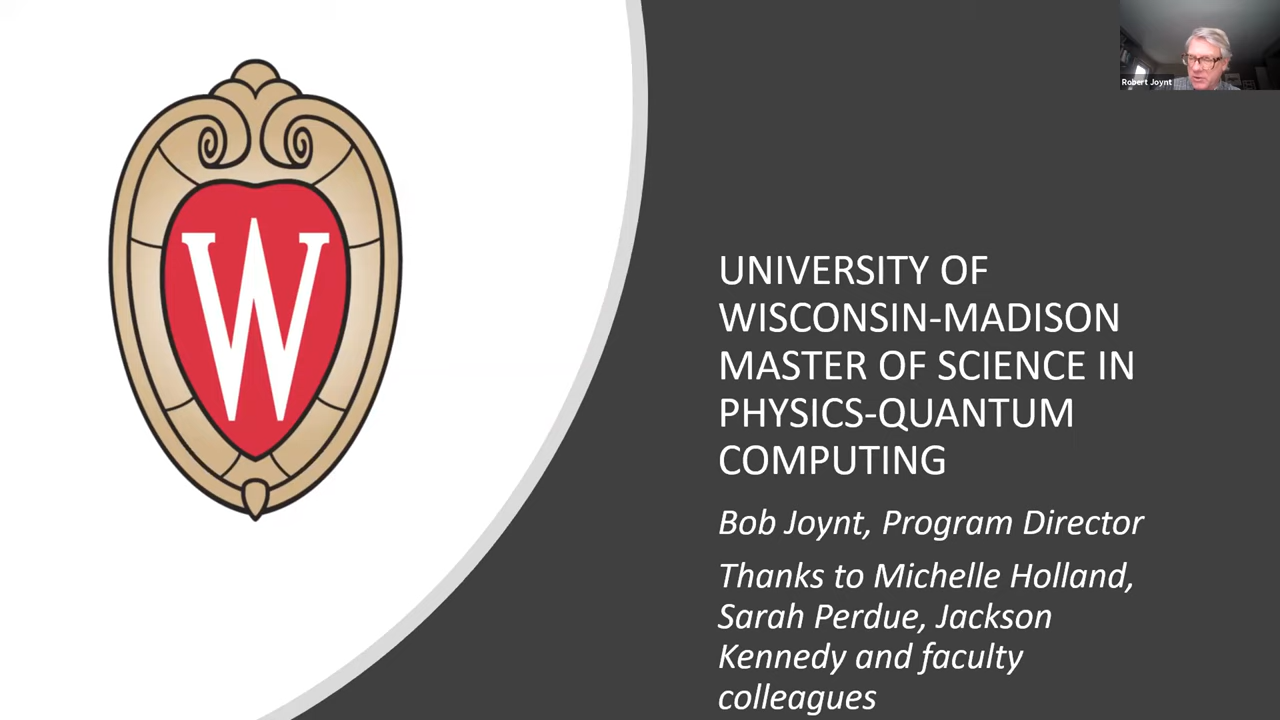 Robert Joynt
W
UNIVERSITY OF
WISCONSIN-MADISON
MASTER OF SCIENCE IN
PHYSICS-QUANTUM
COMPUTING
Bob Joynt, Program Director
Thanks to Michelle Holland,
Sarah Perdue, Jackson
Kennedy and faculty
colleagues